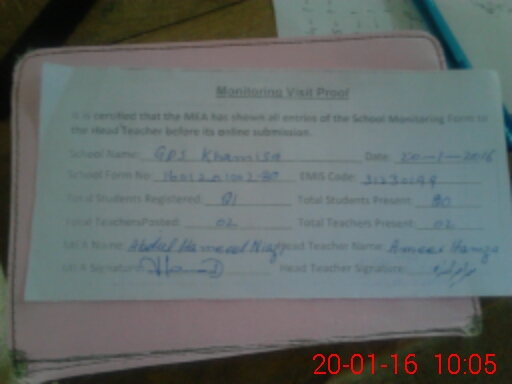 Monitoring Visit Proof
It is certified that the MEA has shown all entries of the School Monitoring Form to
the Head Teacher before its online submission.
School Name: GPS Khamisa Date: 20-1-2016
School Form No: EMIS Code:
Total Students Registered: 81 Total Students Present: 80
Total TeachersPosted: 02 Total Teachers Present: 02
MEA Name: Abdul Hameed Niazi Head Teacher Name: Ameer Hamza
MEA Signature Head Teacher Signature:
20-01-16 10:05